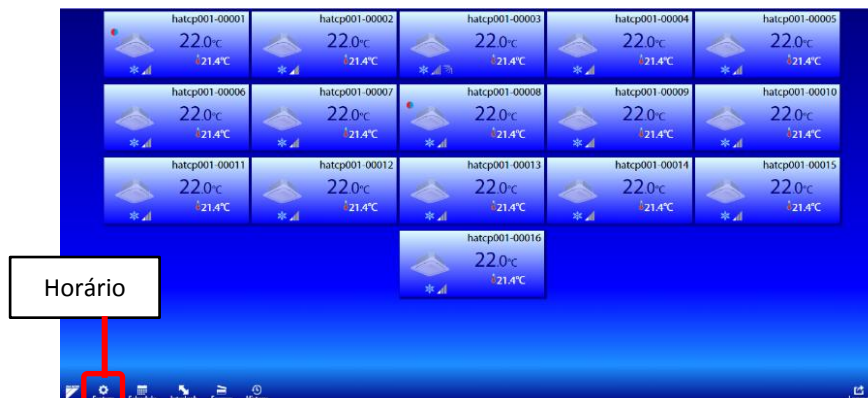 hatcp001-00001 hatcp001-00002 hatcp001-00003 hatcp001-00004 hatcp001-00005
22.0°C 22.0°C 22.0°C 22.0°C 22.0°C
21.4°C 21.4°C 21.4°C 21.4°C 21.4°C
hatcp001-00006 hatcp001-00007 hatcp001-00008 hatcp001-00009 hatcp001-00010
22.0°C 22.0°C 22.0°C 22.0°C 22.0°C
21.4°C 21.4°C 21.4°C 21.4°C 21.4°C
hatcp001-00011 hatcp001-00012 hatcp001-00013 hatcp001-00014 hatcp001-00015
22.0°C 22.0°C 22.0°C 22.0°C 22.0°C
21.4°C 21.4°C 21.4°C 21.4°C 21.4°C
hatcp001-00016
22.0°C
21.4°C
Horário